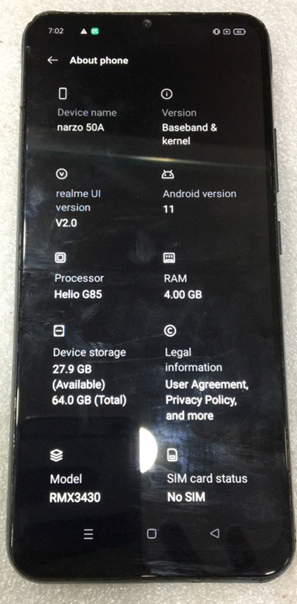 7:02
About phone
Device name
narzo 50A
Version
Baseband &
kernel
realme UI
version
V2.0
Android version
11
Processor
Helio G85
RAM
4.00 GB
Device storage
27.9 GB
(Available)
64.0 GB (Total)
Legal
information
User Agreement,
Privacy Policy,
and more
Model
RMX3430
SIM card status
No SIM